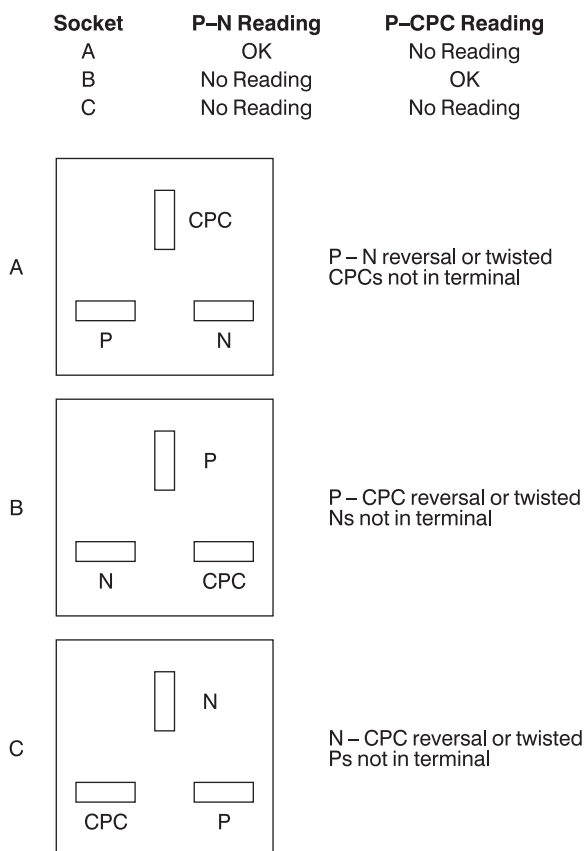 Socket P–N Reading P–CPC Reading
A OK No Reading
B No Reading OK
C No Reading No Reading
CPC
A
P – N reversal or twisted
CPCs not in terminal
P N
P
B
P – CPC reversal or twisted
Ns not in terminal
N CPC
N
C
N – CPC reversal or twisted
Ps not in terminal
CPC P